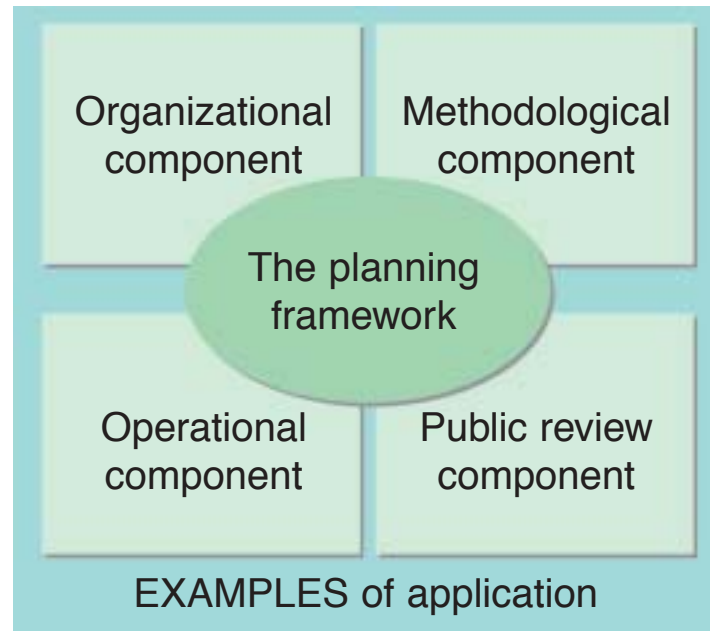 Organizational
component
Methodological
component
The planning
framework
Operational
component
Public review
component
EXAMPLES of application